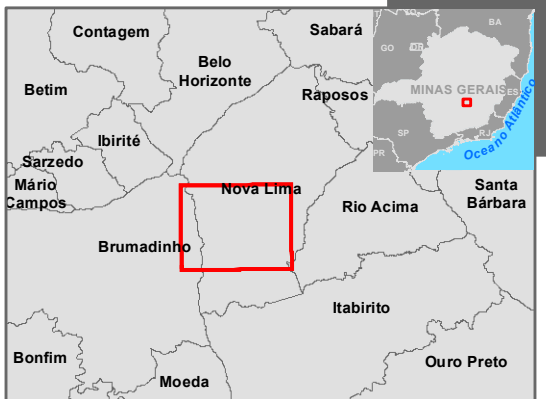 Contagem
Sabará
BA
GO
DF
Belo
Horizonte
Betim
Raposos
MINAS GERAIS
ES
Ibirité
SP
RJ
PR
Oceano Atlântico
Sarzedo
Mário
Campos
Nova Lima
Santa
Bárbara
Rio Acima
Brumadinho
Itabirito
Bonfim
Ouro Preto
Moeda